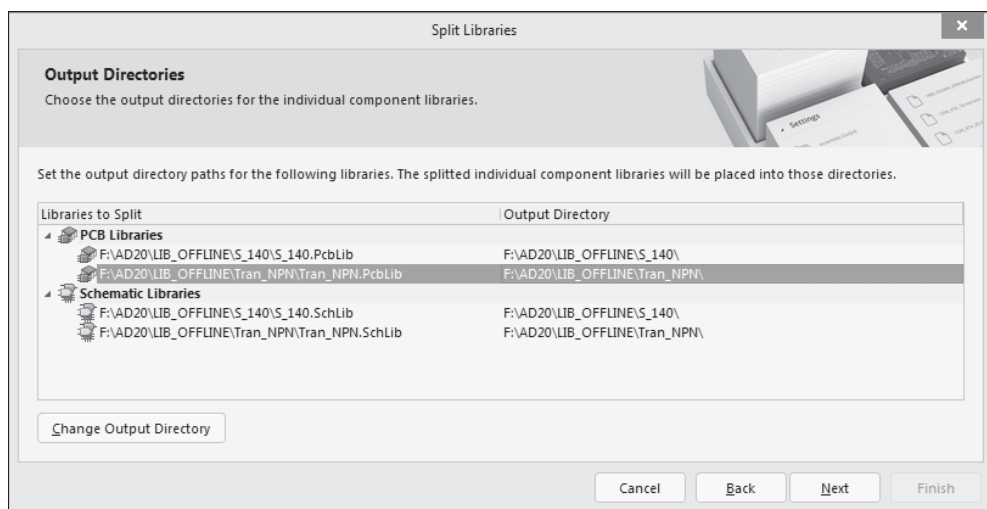 Split Libraries
Output Directories
Choose the output directories for the individual component libraries.
Settings
Set the output directory paths for the following libraries. The splitted individual component libraries will be placed into those directories.
Libraries to Split Output Directory
PCB Libraries
F:\AD20\LIB_OFFLINE\S_140\S_140.PcbLib F:\AD20\LIB_OFFLINE\S_140\
F:\AD20\LIB_OFFLINE\Tran_NPN\Tran_NPN.PcbLib F:\AD20\LIB_OFFLINE\Tran_NPN\
Schematic Libraries
F:\AD20\LIB_OFFLINE\S_140\S_140.SchLib F:\AD20\LIB_OFFLINE\S_140\
F:\AD20\LIB_OFFLINE\Tran_NPN\Tran_NPN.SchLib F:\AD20\LIB_OFFLINE\Tran_NPN\
Change Output Directory
Cancel Back Next Finish